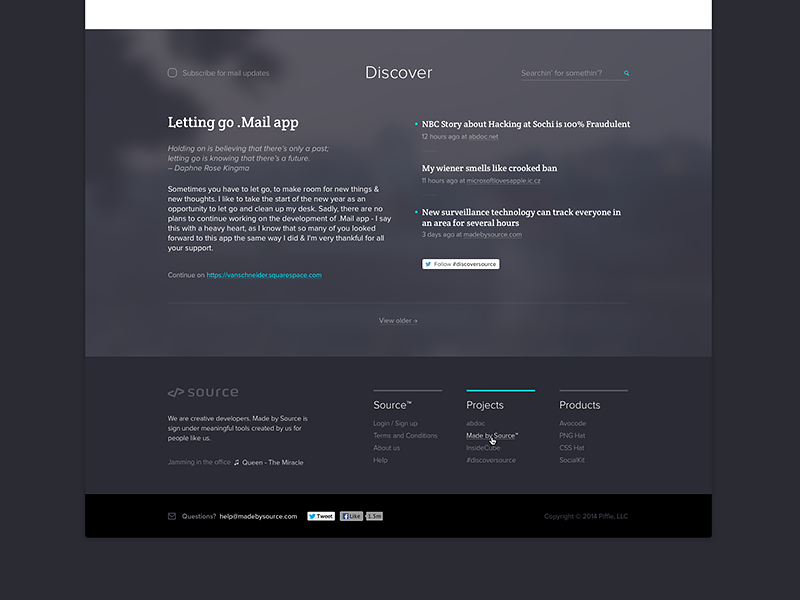 Subscribe for mail updates
Discover
Searchin' for somethin'?
Letting go .Mail app
Holding on is believing that there's only a past;
letting go is knowing that there's a future.
– Daphne Rose Kingma
Sometimes you have to let go, to make room for new things &
new thoughts. I like to take the start of the new year as an
opportunity to let go and clean up my desk. Sadly, there are no
plans to continue working on the development of .Mail app - I say
this with a heavy heart, as I know that so many of you looked
forward to this app the same way I did & I'm very thankful for all
your support.
Continue on https://vanschneider.squarespace.com
NBC Story about Hacking at Sochi is 100% Fraudulent
12 hours ago at abdoc.net
My wiener smells like crooked ban
11 hours ago at microsoftlovesapple.ic.cz
New surveillance technology can track everyone in
an area for several hours
3 days ago at madebysource.com
Follow #discoversource
View older →
</> source
We are creative developers. Made by Source is
sign under meaningful tools created by us for
people like us.
Jamming in the office ♫ Queen - The Miracle
Source™
Login / Sign up
Terms and Conditions
About us
Help
Projects
abdoc
Made by Source™
InsideCube
#discoversource
Products
Avocode
PNG Hat
CSS Hat
SocialKit
Questions? help@madebysource.com
Tweet
Like
1.5m
Copyright © 2014 Piffle, LLC